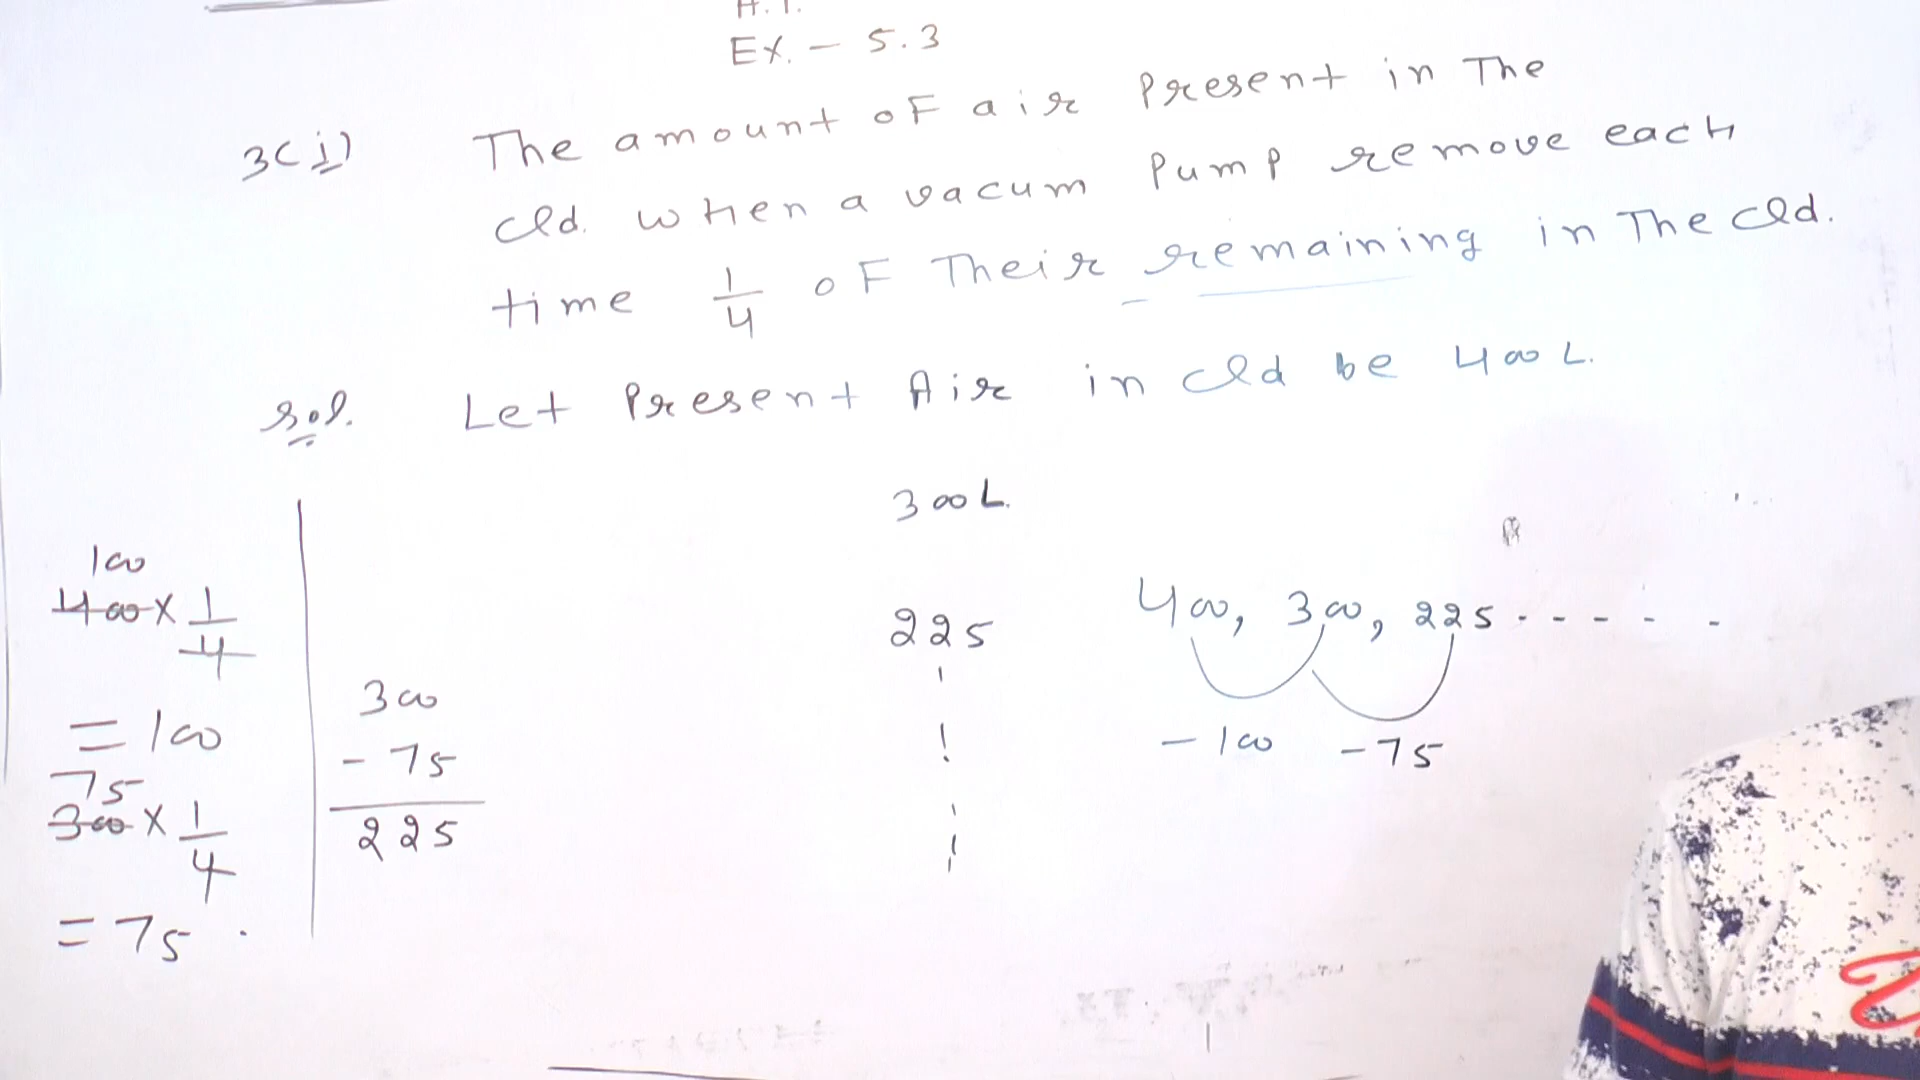 H.T.
Ex. - 5.3
3(i) The amount of air Present in The
cld. when a vacum Pump remove each
time 1/4 of Their remaining in The cld.
sol. Let Present Air in cld be 400 L.
300 L.
225
400, 300, 225 - - - - -
-100 -75
100
400 x 1/4
= 100
75
300 x 1/4
= 75 .
300
- 75
225